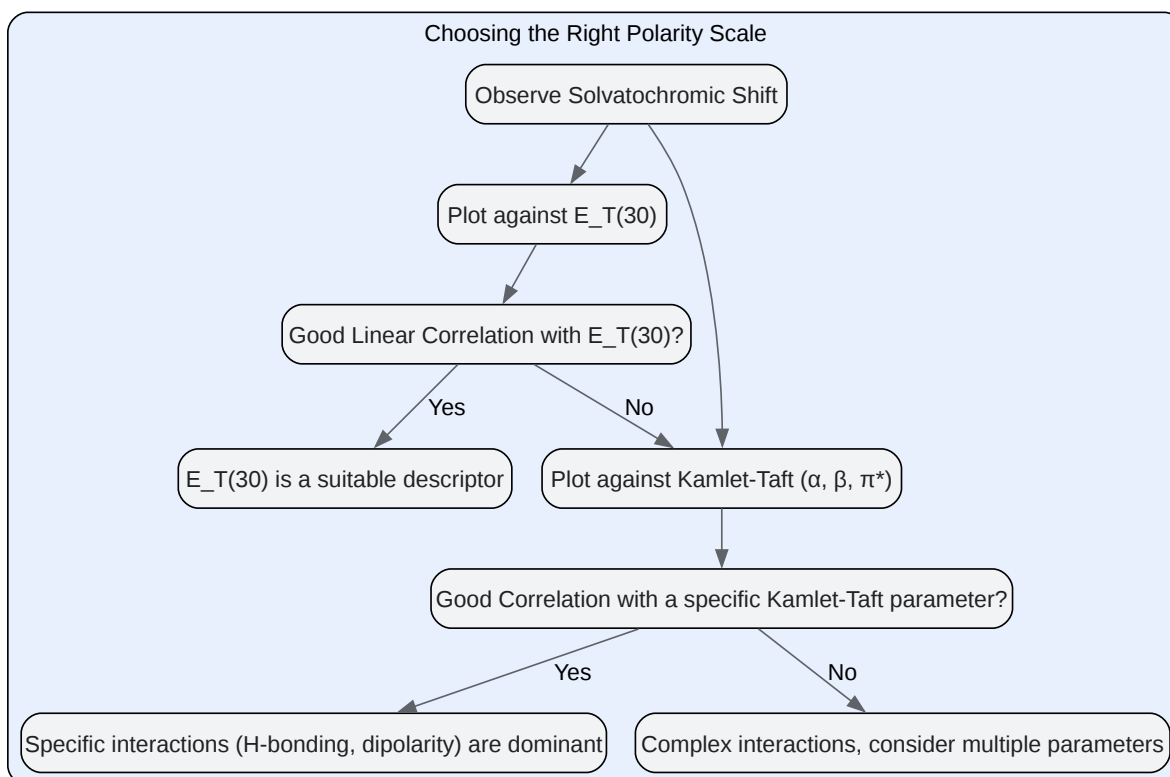 Choosing the Right Polarity Scale
Observe Solvatochromic Shift
Plot against E_T(30)
Good Linear Correlation with E_T(30)?
Yes
No
E_T(30) is a suitable descriptor
Plot against Kamlet-Taft (α, β, π*)
Good Correlation with a specific Kamlet-Taft parameter?
Yes
No
Specific interactions (H-bonding, dipolarity) are dominant
Complex interactions, consider multiple parameters